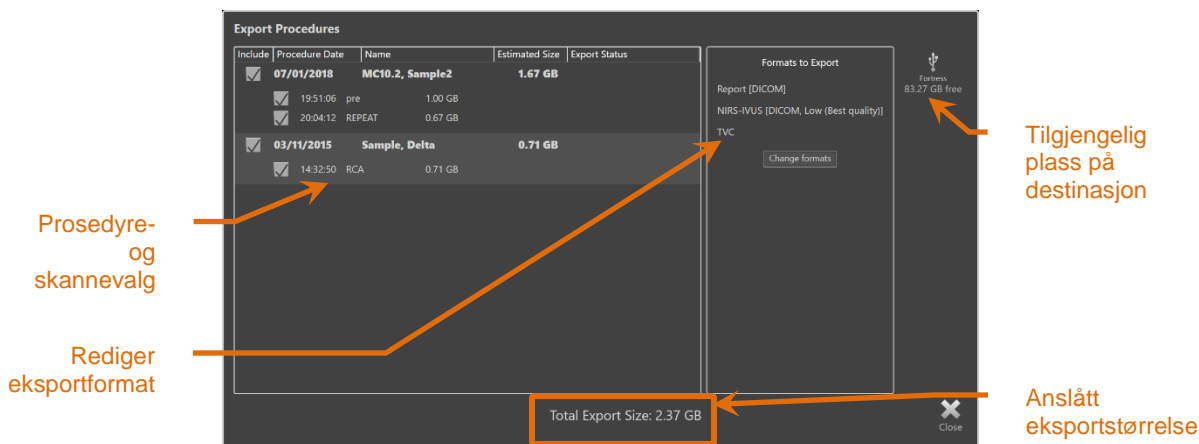 Export Procedures
Include Procedure Date Name Estimated Size Export Status
07/01/2018 MC10.2, Sample2 1.67 GB
19:51:06 pre 1.00 GB
20:04:12 REPEAT 0.67 GB
03/11/2015 Sample, Delta 0.71 GB
14:32:50 RCA 0.71 GB
Formats to Export
Report [DICOM]
NIRS-IVUS [DICOM, Low (Best quality)]
TVC
Change formats
Fortress
83.27 GB free
Tilgjengelig
plass på
destinasjon
Prosedyre-
og
skannevalg
Rediger
eksportformat
Total Export Size: 2.37 GB
Close
Anslått
eksportstørrelse